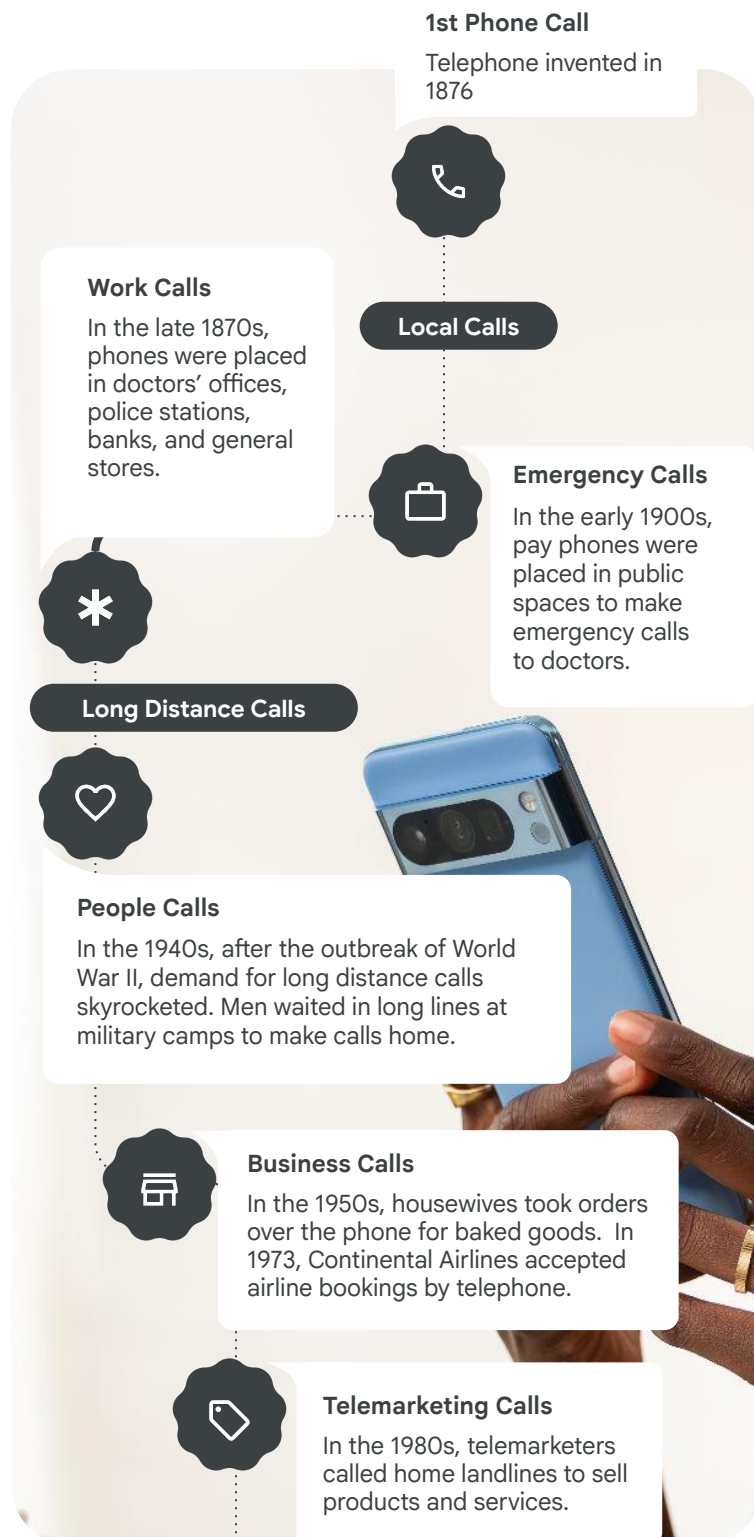 1st Phone Call
Telephone invented in
1876
Local Calls
Work Calls
In the late 1870s,
phones were placed
in doctors’ offices,
police stations,
banks, and general
stores.
Emergency Calls
In the early 1900s,
pay phones were
placed in public
spaces to make
emergency calls
to doctors.
Long Distance Calls
People Calls
In the 1940s, after the outbreak of World
War II, demand for long distance calls
skyrocketed. Men waited in long lines at
military camps to make calls home.
Business Calls
In the 1950s, housewives took orders
over the phone for baked goods.  In
1973, Continental Airlines accepted
airline bookings by telephone.
Telemarketing Calls
In the 1980s, telemarketers
called home landlines to sell
products and services.